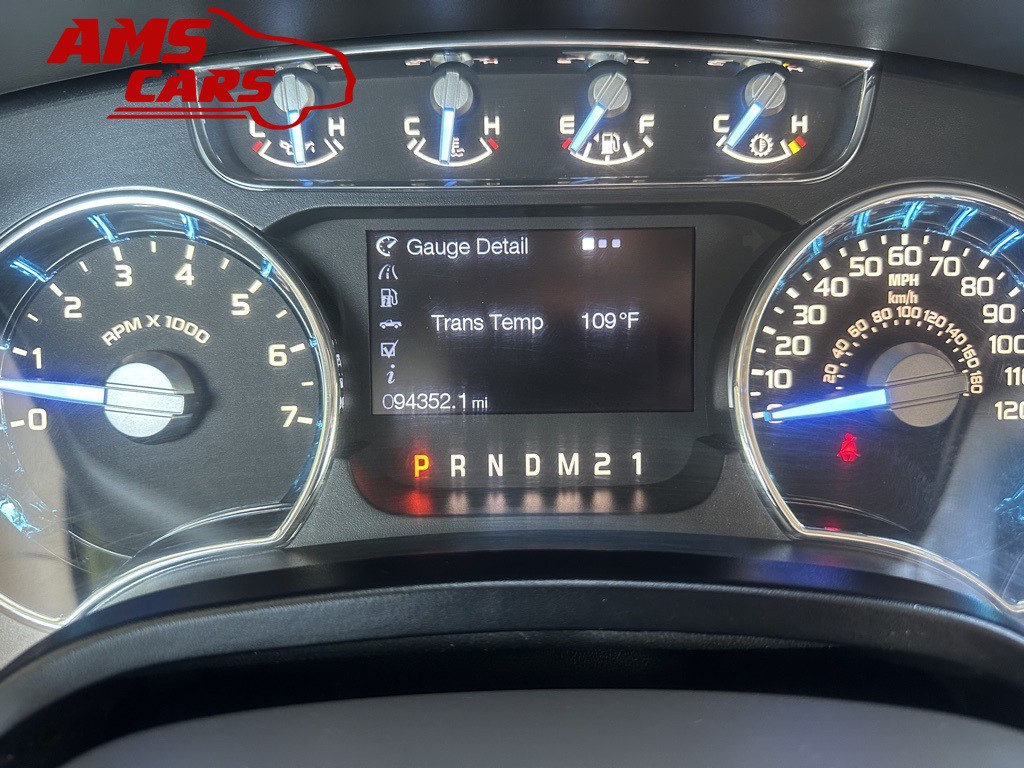 AMS
CARS
L H
C H
E F
C H
Gauge Detail
Trans Temp 109°F
094352.1 mi
P R N D M 2 1
0 1 2 3 4 5 6 7
RPM X 1000
0 10 20 30 40 50 60 70 80 90 100 110 120
MPH
km/h
20 40 60 80 100 120 140 160 180